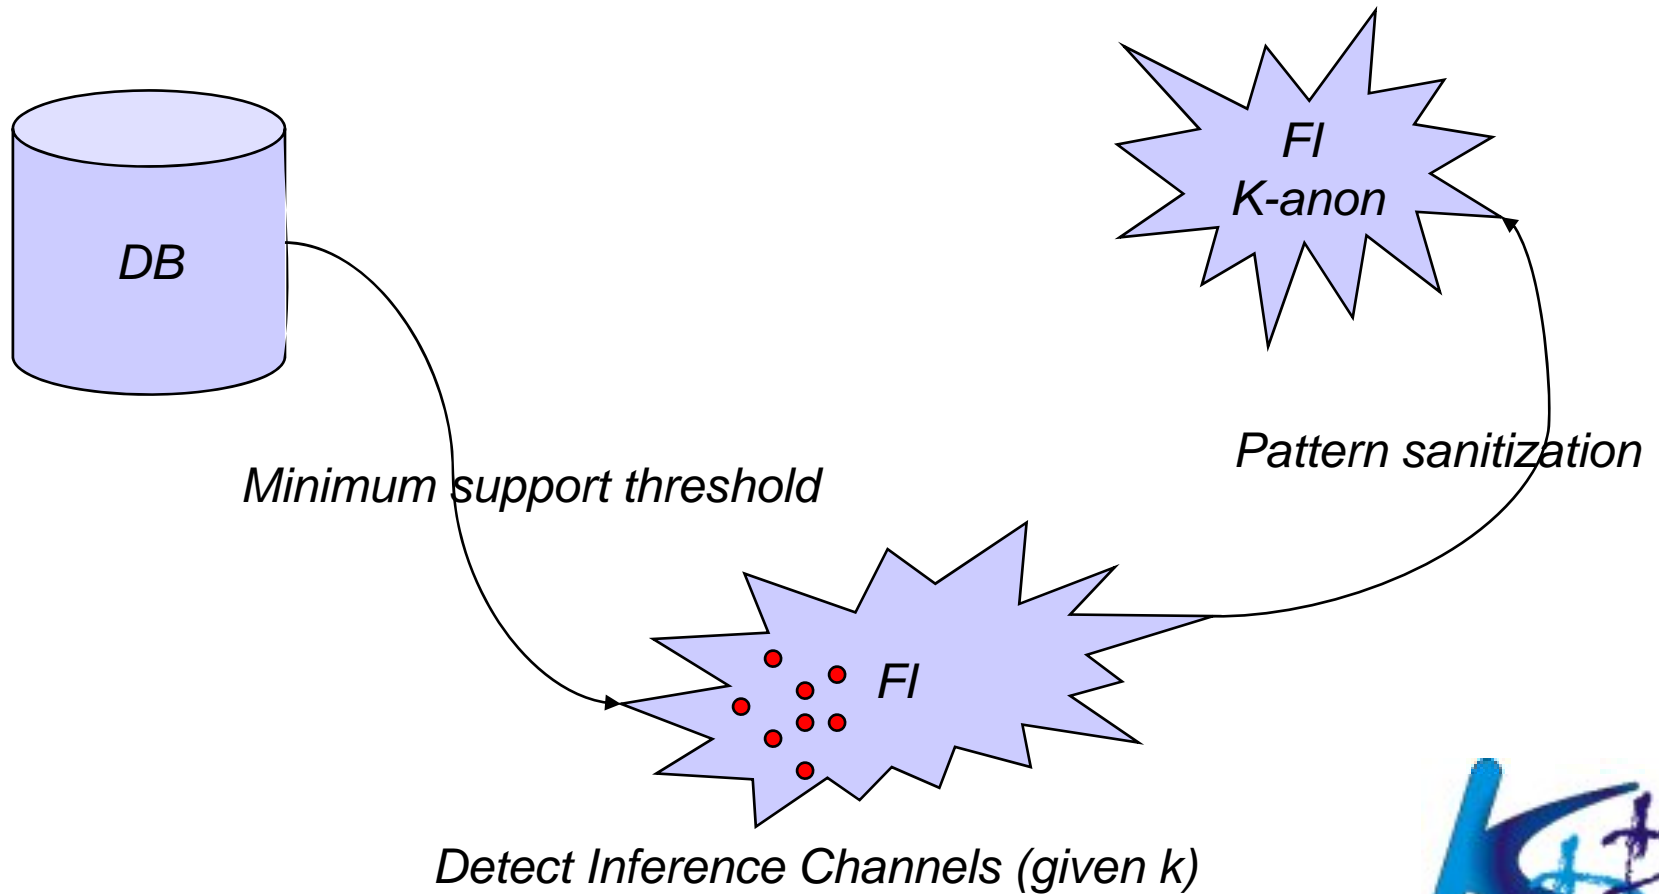 FI
K-anon
DB
Pattern sanitization
Minimum support threshold
FI
Detect Inference Channels (given k)